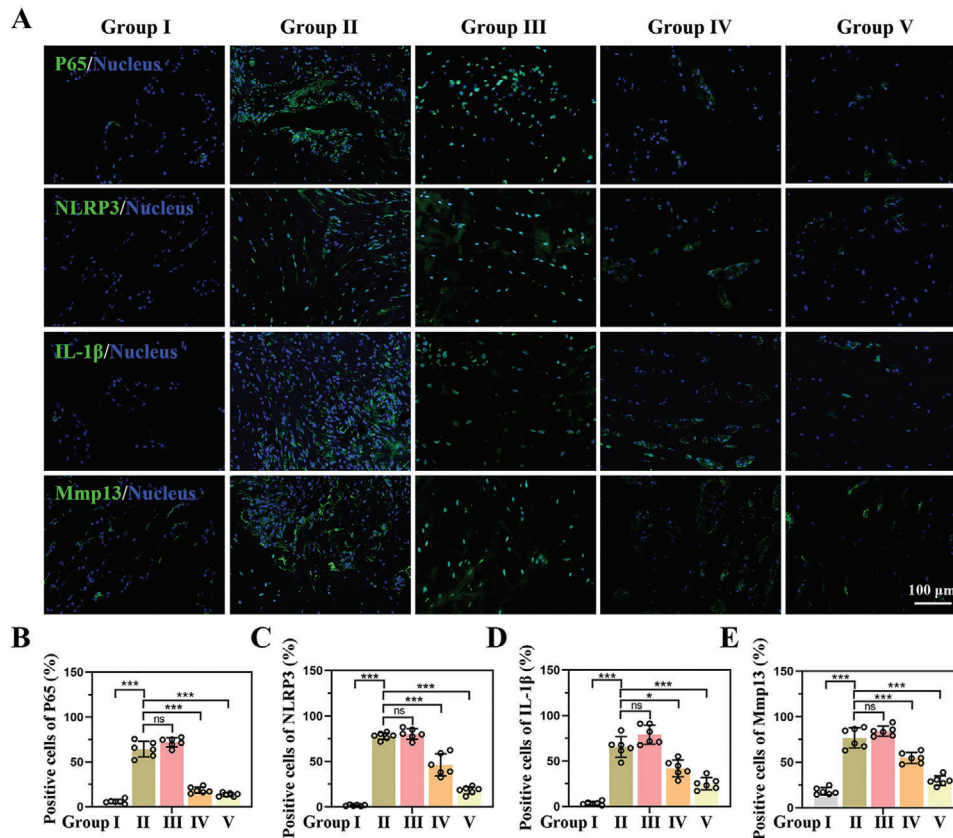 A
Group I Group II Group III Group IV Group V
P65/Nucleus
NLRP3/Nucleus
IL-1β/Nucleus
Mmp13/Nucleus
100 µm
B
Positive cells of P65 (%)
150
100
50
0
***
***
***
ns
Group I II III IV V
C
Positive cells of NLRP3 (%)
150
100
50
0
***
***
***
ns
Group I II III IV V
D
Positive cells of IL-1β (%)
150
100
50
0
***
***
*
ns
Group I II III IV V
E
Positive cells of Mmp13 (%)
150
100
50
0
***
***
***
ns
Group I II III IV V